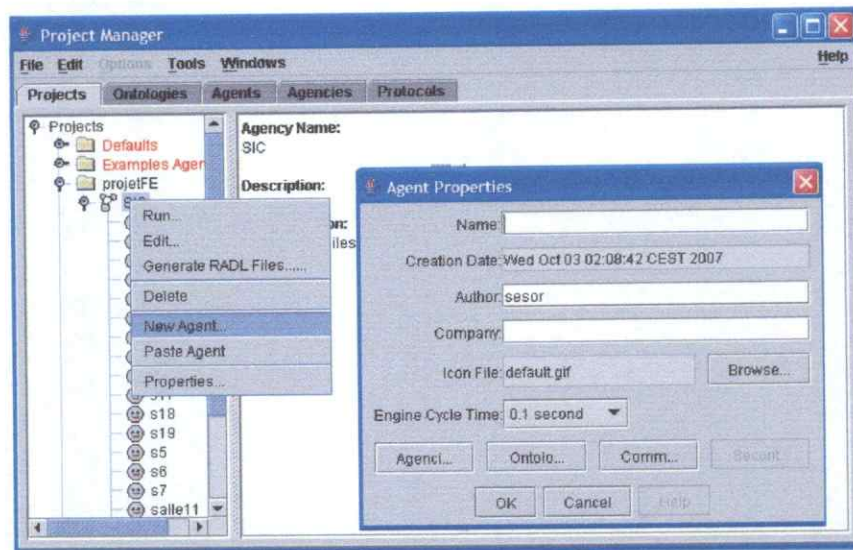 Project Manager
File Edit Options Tools Windows Help
Projects Ontologies Agents Agencies Protocols
Projects
Defaults
Examples Agen
projetFE
SIC
s18
s19
s5
s6
s7
salle11
Agency Name:
SIC
Description:
on:
iles
Run...
Edit...
Generate RADL Files......
Delete
New Agent...
Paste Agent
Properties...
Agent Properties
Name:
Creation Date: Wed Oct 03 02:08:42 CEST 2007
Author: sesor
Company:
Icon File: default.gif Browse...
Engine Cycle Time: 0.1 second
Agenci... Ontolo... Comm...
OK Cancel Help